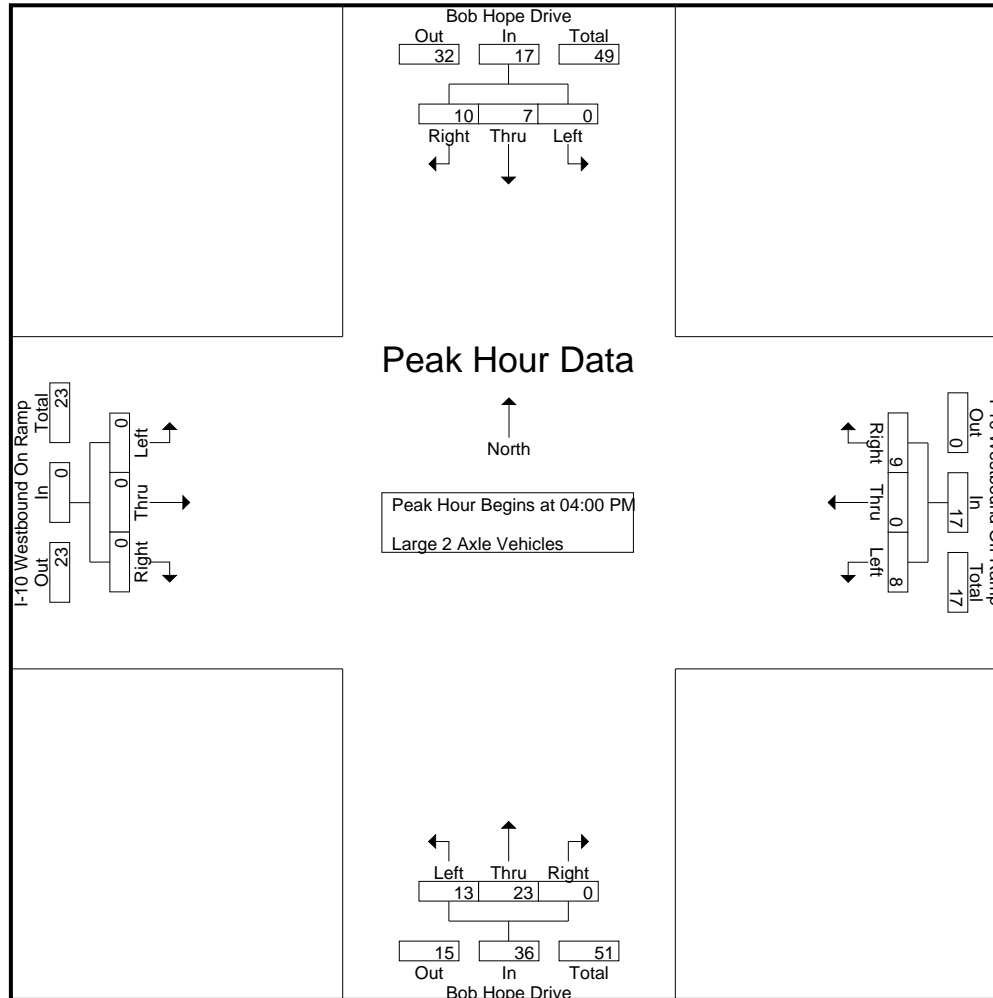 Bob Hope Drive
Out In Total
32 17 49
10 7 0
Right Thru Left
Peak Hour Data
North
Peak Hour Begins at 04:00 PM
Large 2 Axle Vehicles
I-10 Westbound On Ramp
Total In Out
23 0 23
0 0 0
Left Thru Right
Right Thru Left
9 0 8
Out In Total
0 17 17
Left Thru Right
13 23 0
15 36 51
Out In Total
Bob Hope Drive